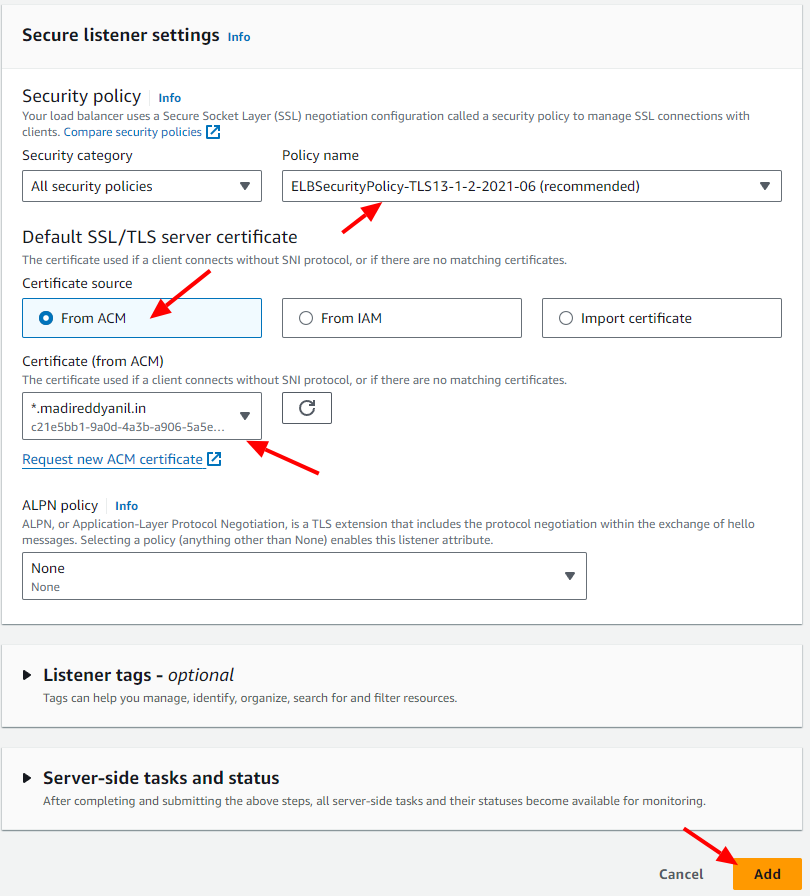 Secure listener settings Info
Security policy Info
Your load balancer uses a Secure Socket Layer (SSL) negotiation configuration called a security policy to manage SSL connections with
clients. Compare security policies
Security category
Policy name
All security policies
ELBSecurityPolicy-TLS13-1-2-2021-06 (recommended)
Default SSL/TLS server certificate
The certificate used if a client connects without SNI protocol, or if there are no matching certificates.
Certificate source
From ACM
From IAM
Import certificate
Certificate (from ACM)
The certificate used if a client connects without SNI protocol, or if there are no matching certificates.
*.madireddyanil.in
c21e5bb1-9a0d-4a3b-a906-5a5e...
Request new ACM certificate
ALPN policy Info
ALPN, or Application-Layer Protocol Negotiation, is a TLS extension that includes the protocol negotiation within the exchange of hello
messages. Selecting a policy (anything other than None) enables this listener attribute.
None
None
Listener tags - optional
Tags can help you manage, identify, organize, search for and filter resources.
Server-side tasks and status
After completing and submitting the above steps, all server-side tasks and their statuses become available for monitoring.
Cancel
Add